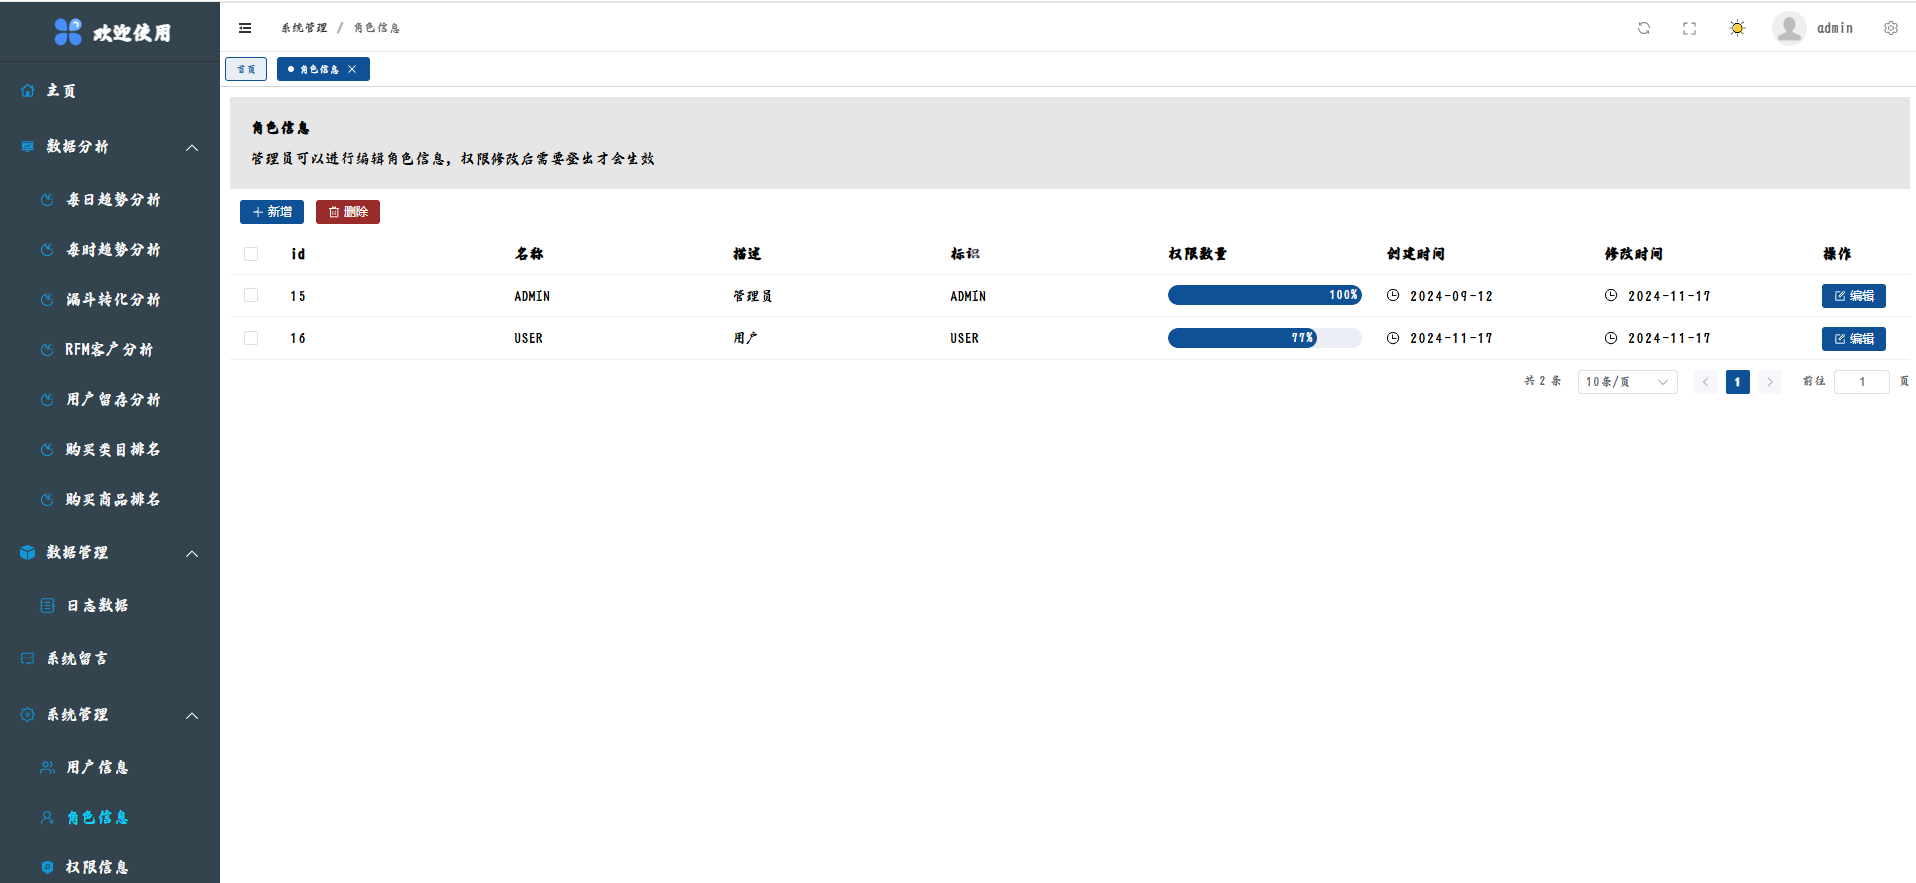 欢迎使用
主页
数据分析
每日趋势分析
每时趋势分析
漏斗转化分析
RFM客户分析
用户留存分析
购买类目排名
购买商品排名
数据管理
日志数据
系统留言
系统管理
用户信息
角色信息
权限信息
系统管理 / 角色信息
admin
首页
角色信息
角色信息
管理员可以进行编辑角色信息, 权限修改后需要登出才会生效
新增 删除
id 名称 描述 标识 权限数量 创建时间 修改时间 操作
15 ADMIN 管理员 ADMIN 100% 2024-09-12 2024-11-17 编辑
16 USER 用户 USER 77% 2024-11-17 2024-11-17 编辑
共 2 条 10条/页 1 前往 1 页